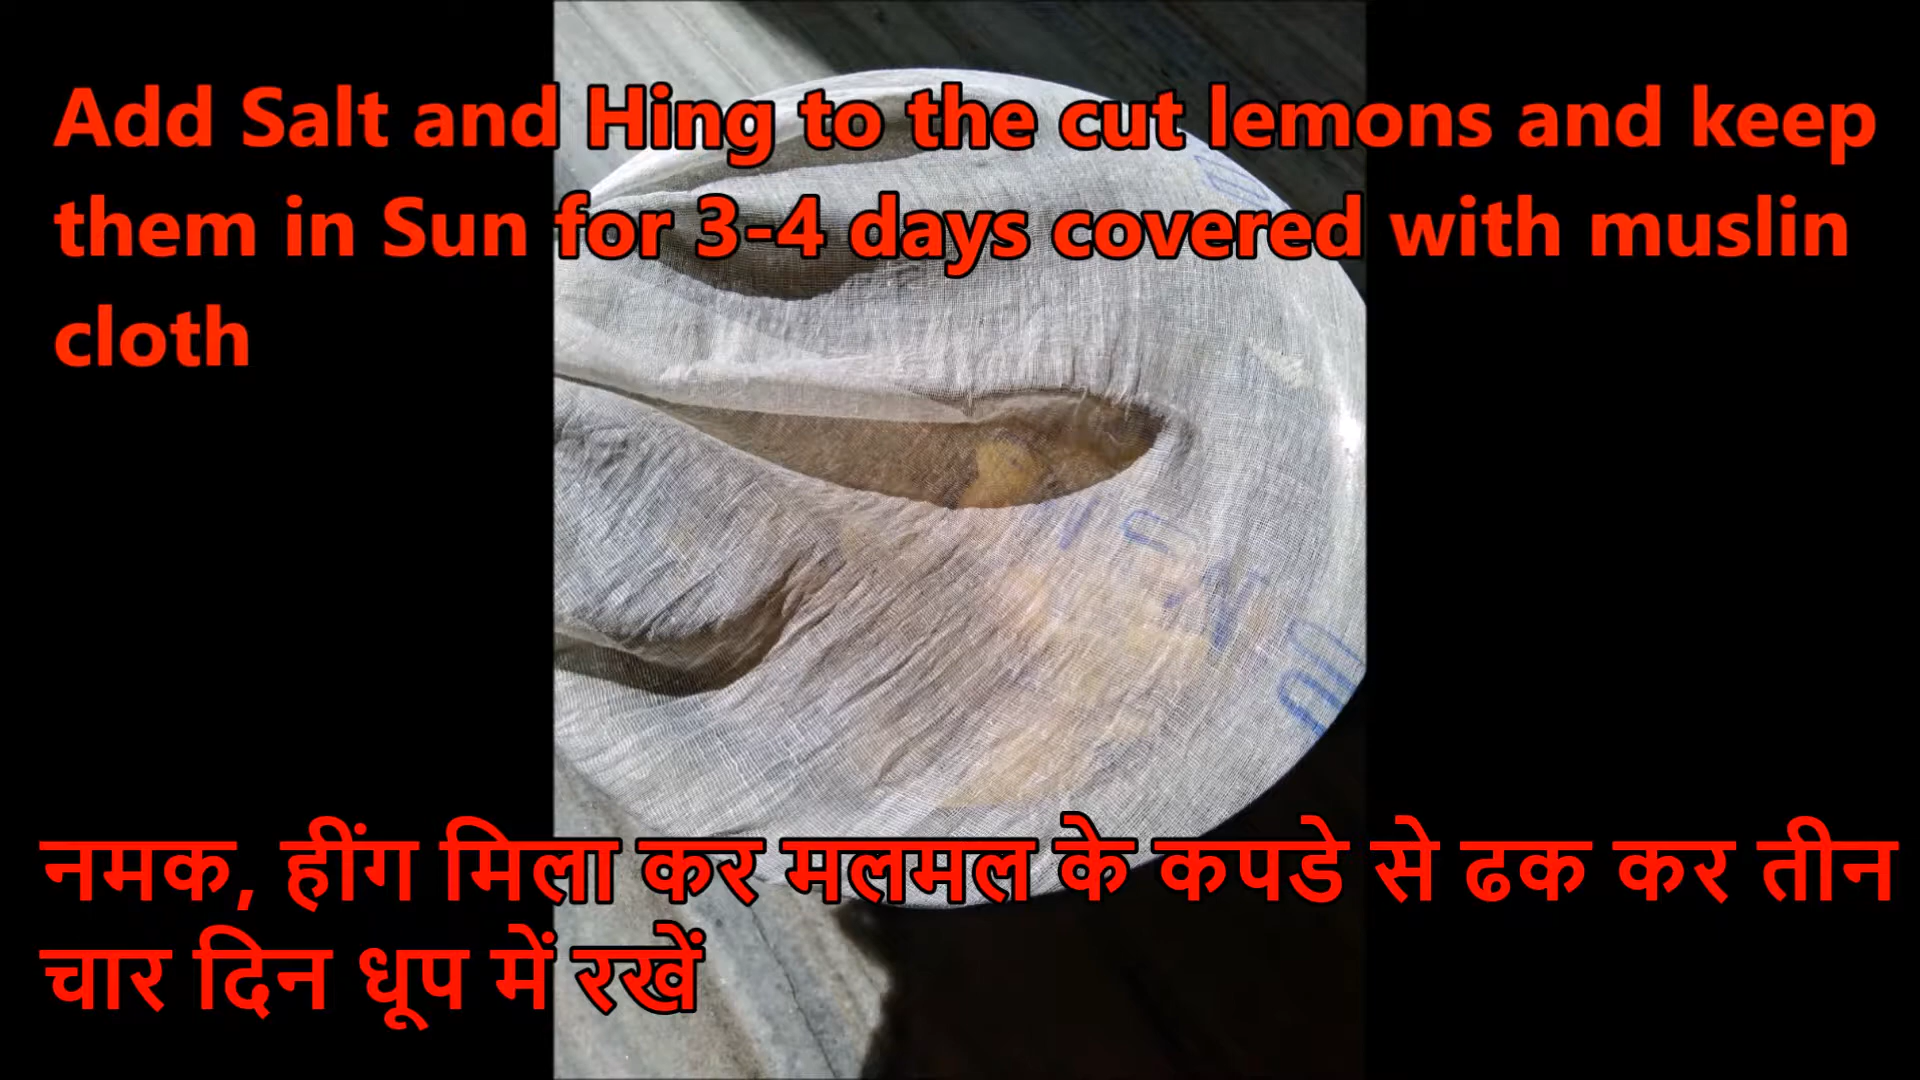 Add Salt and Hing to the cut lemons and keep
them in Sun for 3-4 days covered with muslin
cloth
नमक, हींग मिला कर मलमल के कपडे से ढक कर तीन
चार दिन धूप में रखें